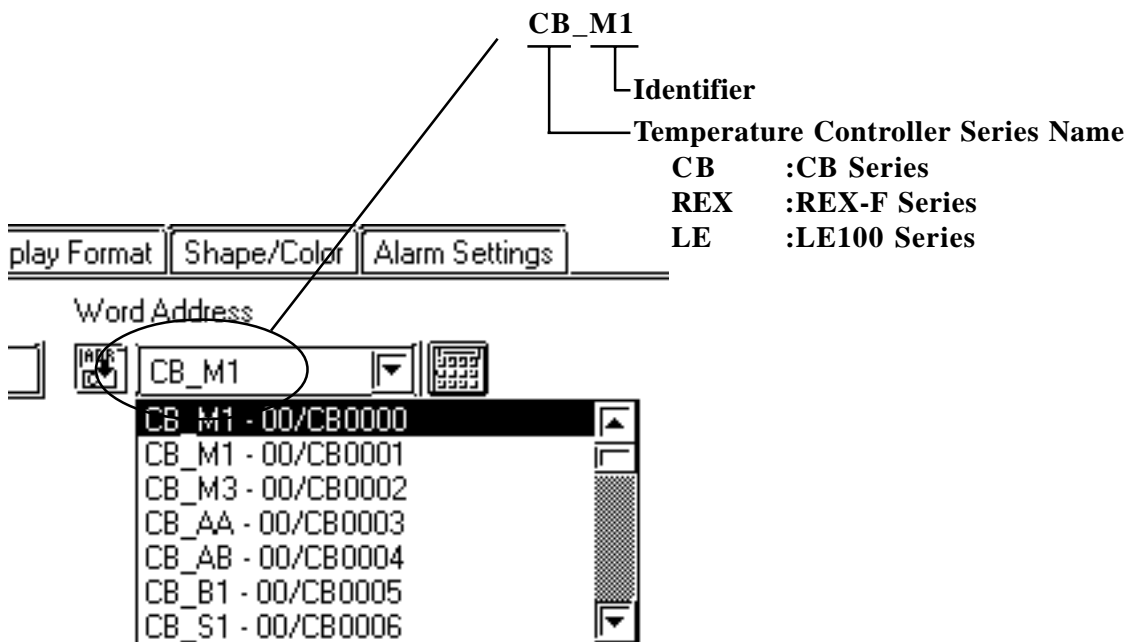 CB_M1
Identifier
Temperature Controller Series Name
CB :CB Series
REX :REX-F Series
LE :LE100 Series
play Format Shape/Color Alarm Settings
Word Address
CB_M1
CB_M1 - 00/CB0000
CB_M1 - 00/CB0001
CB_M3 - 00/CB0002
CB_AA - 00/CB0003
CB_AB - 00/CB0004
CB_B1 - 00/CB0005
CB_S1 - 00/CB0006